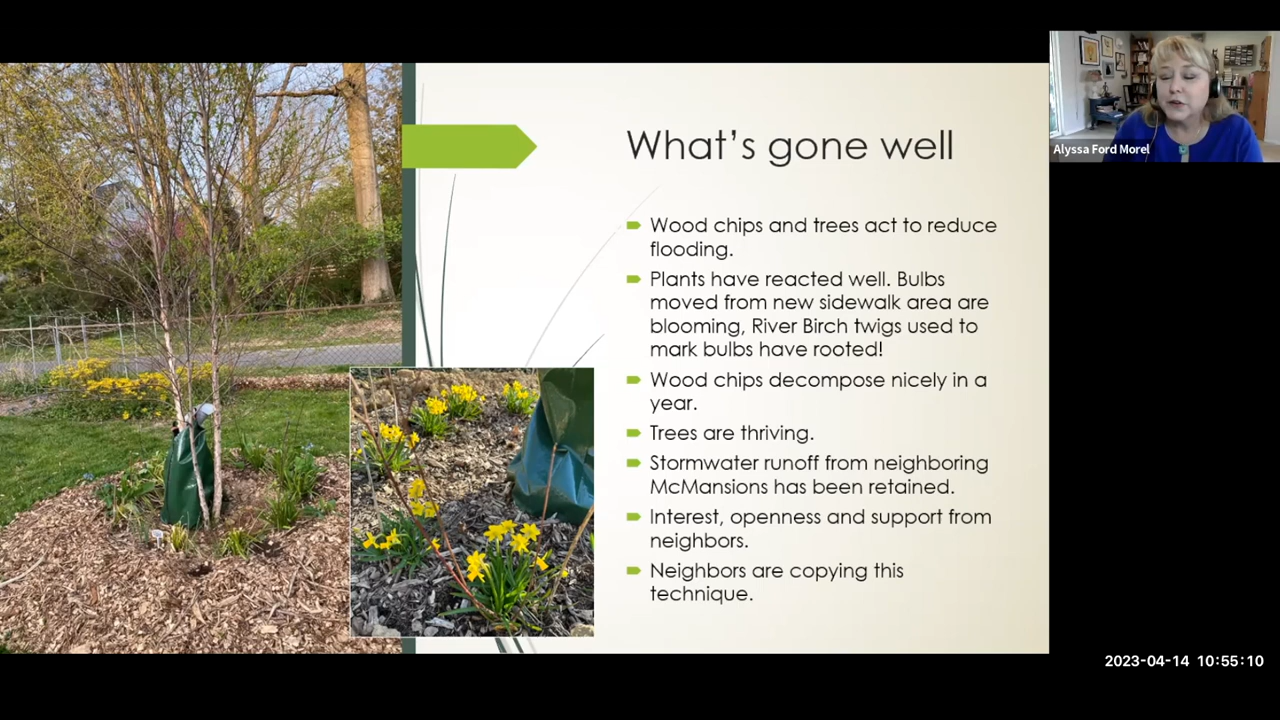 What's gone well
Wood chips and trees act to reduce
flooding.
Plants have reacted well. Bulbs
moved from new sidewalk area are
blooming, River Birch twigs used to
mark bulbs have rooted!
Wood chips decompose nicely in a
year.
Trees are thriving.
Stormwater runoff from neighboring
McMansions has been retained.
Interest, openness and support from
neighbors.
Neighbors are copying this
technique.
Alyssa Ford Morel
2023-04-14 10:55:10